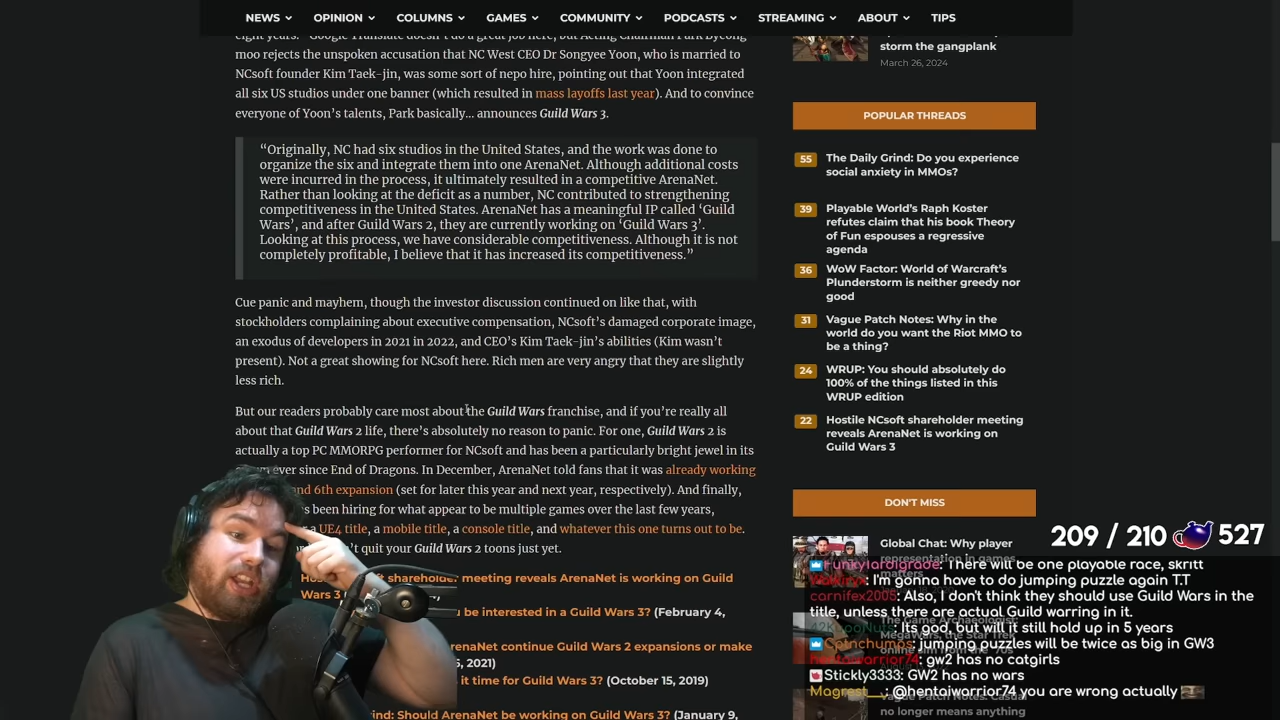 NEWS OPINION COLUMNS GAMES COMMUNITY PODCASTS STREAMING ABOUT TIPS
moo rejects the unspoken accusation that NC West CEO Dr Songyee Yoon, who is married to
NCsoft founder Kim Taek-jin, was some sort of nepo hire, pointing out that Yoon integrated
all six US studios under one banner (which resulted in mass layoffs last year). And to convince
everyone of Yoon's talents, Park basically… announces Guild Wars 3.
“Originally, NC had six studios in the United States, and the work was done to
organize the six and integrate them into one ArenaNet. Although additional costs
were incurred in the process, it ultimately resulted in a competitive ArenaNet.
Rather than looking at the deficit as a number, NC contributed to strengthening
competitiveness in the United States. ArenaNet has a meaningful IP called ‘Guild
Wars’, and after Guild Wars 2, they are currently working on ‘Guild Wars 3’.
Looking at this process, we have considerable competitiveness. Although it is not
completely profitable, I believe that it has increased its competitiveness.”
Cue panic and mayhem, though the investor discussion continued on like that, with
stockholders complaining about executive compensation, NCsoft's damaged corporate image,
an exodus of developers in 2021 in 2022, and CEO's Kim Taek-jin's abilities (Kim wasn't
present). Not a great showing for NCsoft here. Rich men are very angry that they are slightly
less rich.
But our readers probably care most about the Guild Wars franchise, and if you're really all
about that Guild Wars 2 life, there's absolutely no reason to panic. For one, Guild Wars 2 is
actually a top PC MMORPG performer for NCsoft and has been a particularly bright jewel in its
ever since End of Dragons. In December, ArenaNet told fans that it was already working
and 6th expansion (set for later this year and next year, respectively). And finally,
been hiring for what appear to be multiple games over the last few years,
a UE4 title, a mobile title, a console title, and whatever this one turns out to be.
quit your Guild Wars 2 toons just yet.
shareholder meeting reveals ArenaNet is working on Guild
Wars 3
be interested in a Guild Wars 3? (February 4,
ArenaNet continue Guild Wars 2 expansions or make
2021)
it time for Guild Wars 3? (October 15, 2019)
Should ArenaNet be working on Guild Wars 3? (January 9,
storm the gangplank
March 26, 2024
POPULAR THREADS
55 The Daily Grind: Do you experience
social anxiety in MMOs?
39 Playable World's Raph Koster
refutes claim that his book Theory
of Fun espouses a regressive
agenda
36 WoW Factor: World of Warcraft's
Plunderstorm is neither greedy nor
good
31 Vague Patch Notes: Why in the
world do you want the Riot MMO to
be a thing?
24 WRUP: You should absolutely do
100% of the things listed in this
WRUP edition
22 Hostile NCsoft shareholder meeting
reveals ArenaNet is working on
Guild Wars 3
DON'T MISS
Global Chat: Why player
representation in games
matters
The Game Archaeologist:
MegaWars, the Star Trek
online sim from the '70s
Vague Patch Notes: Casual
no longer means anything
209 / 210 527
FunkyTardigrade: There will be one playable race, skritt
I'm gonna have to do jumping puzzle again T.T
carnifex2005: Also, I don't think they should use Guild Wars in the
title, unless there are actual Guild warring in it.
Its god, but will it still hold up in 5 years
Cptnchumps: jumping puzzles will be twice as big in GW3
hentaiwarrior74: gw2 has no catgirls
Stickly3333: GW2 has no wars
Magrest__: @hentaiwarrior74 you are wrong actually